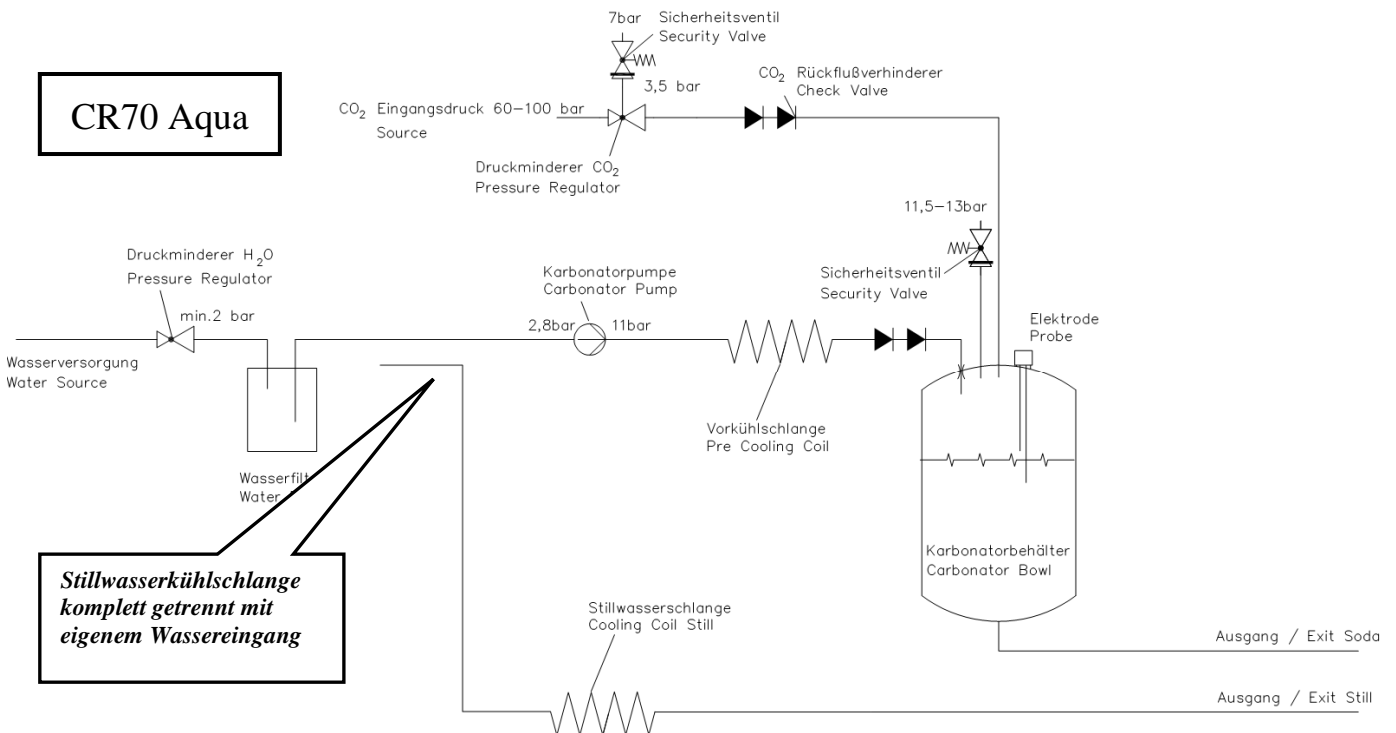 CR70 Aqua
7bar
Sicherheitsventil
Security Valve
3,5 bar
CO₂ Rückflußverhinderer
Check Valve
CO₂ Eingangsdruck 60–100 bar
Source
Druckminderer CO₂
Pressure Regulator
11,5–13bar
Sicherheitsventil
Security Valve
Druckminderer H₂O
Pressure Regulator
min.2 bar
Wasserversorgung
Water Source
Karbonatorpumpe
Carbonator Pump
2,8bar
11bar
Elektrode
Probe
Vorkühlschlange
Pre Cooling Coil
Wasserfilt
Water
Karbonatorbehälter
Carbonator Bowl
Stillwasserkühlschlange
komplett getrennt mit
eigenem Wassereingang
Stillwasserschlange
Cooling Coil Still
Ausgang / Exit Soda
Ausgang / Exit Still